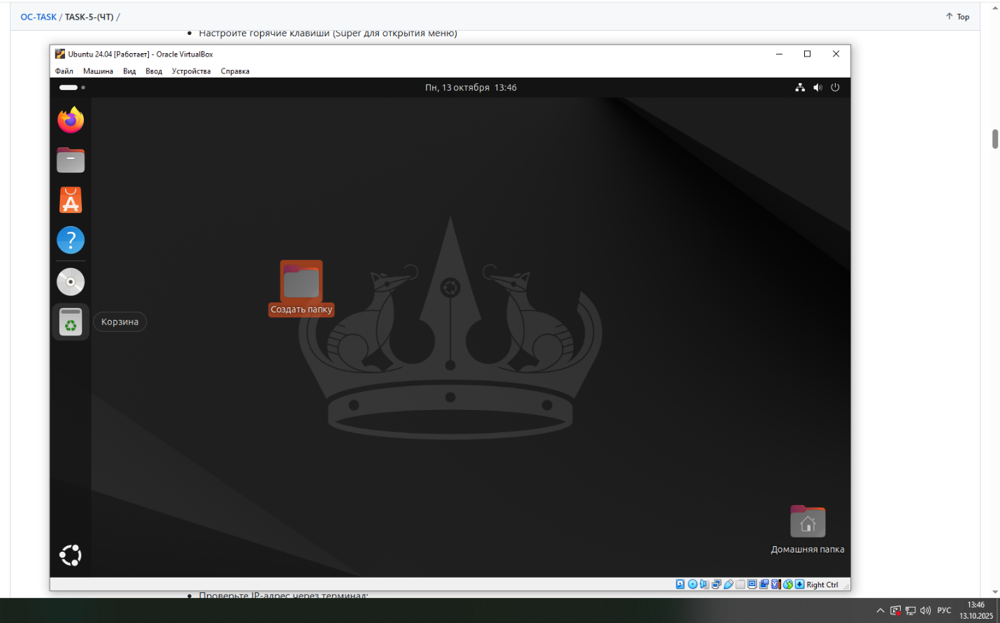 OC-TASK / TASK-5-(ЧТ) /
Top
Настройте горячие клавиши (Super для открытия меню)
Ubuntu 24.04 [Работает] - Oracle VirtualBox
Файл Машина Вид Ввод Устройства Справка
Пн, 13 октября 13:46
Создать папку
Корзина
Домашняя папка
Right Ctrl
Проверьте IP-адрес через терминал:
РУС
13:46
13.10.2025